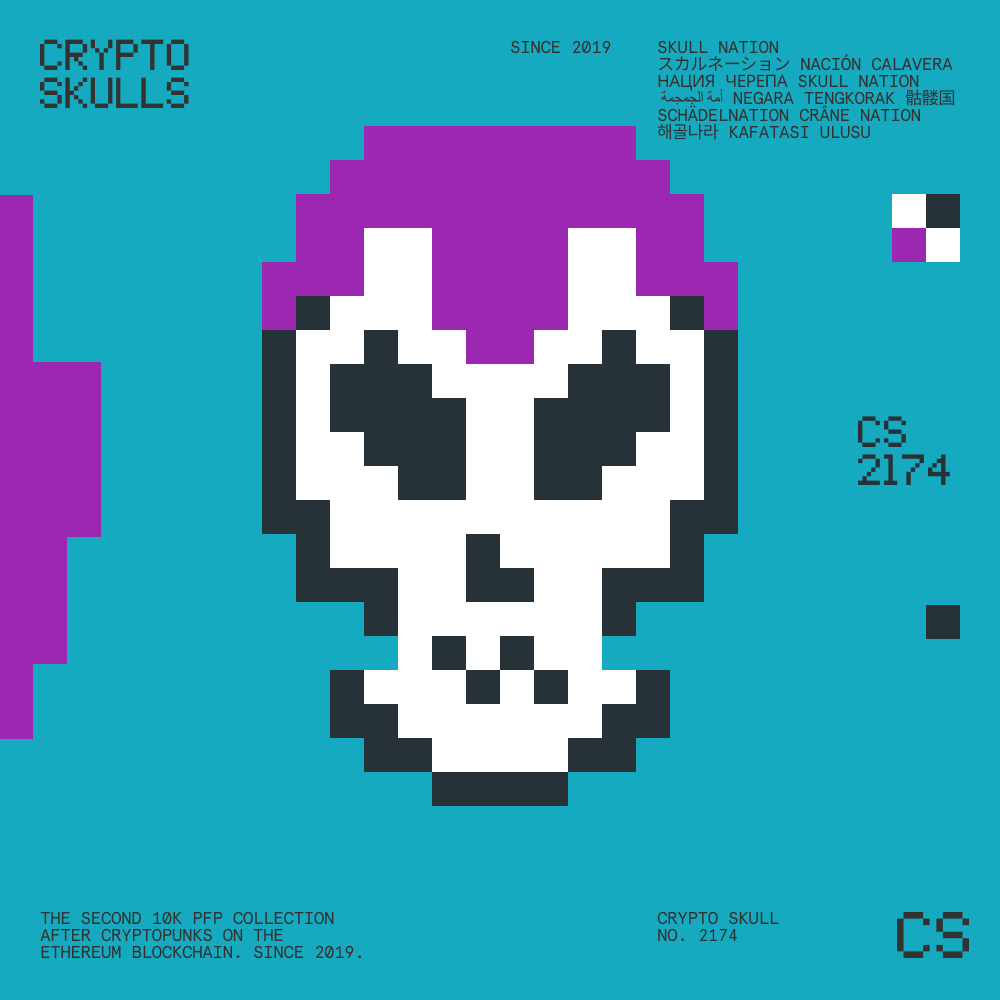 CRYPTO
SKULLS
SINCE 2019
SKULL NATION
スカルネーション NACIÓN CALAVERA
НАЦИЯ ЧЕРЕПА SKULL NATION
أمة الجمجمة NEGARA TENGKORAK 骷髅国
SCHÄDELNATION CRÂNE NATION
해골나라 KAFATASI ULUSU
CS
2174
THE SECOND 10K PFP COLLECTION
AFTER CRYPTOPUNKS ON THE
ETHEREUM BLOCKCHAIN. SINCE 2019.
CRYPTO SKULL
NO. 2174
CS